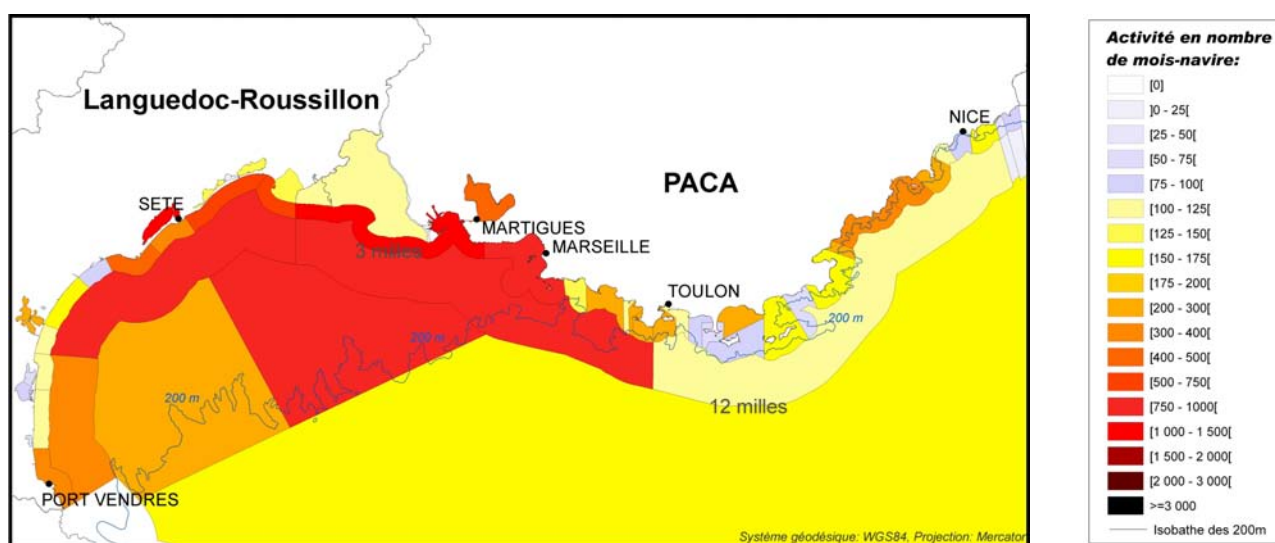 Languedoc-Roussillon
NICE
PACA
SETE
MARTIGUES
3 milles
MARSEILLE
TOULON
200 m
200 m
200 m
12 milles
PORT VENDRES
Système géodésique: WGS84, Projection: Mercator
Activité en nombre
de mois-navire:
[0]
]0 - 25[
[25 - 50[
[50 - 75[
[75 - 100[
[100 - 125[
[125 - 150[
[150 - 175[
[175 - 200[
[200 - 300[
[300 - 400[
[400 - 500[
[500 - 750[
[750 - 1000[
[1 000 - 1 500[
[1 500 - 2 000[
[2 000 - 3 000[
>=3 000
Isobathe des 200m